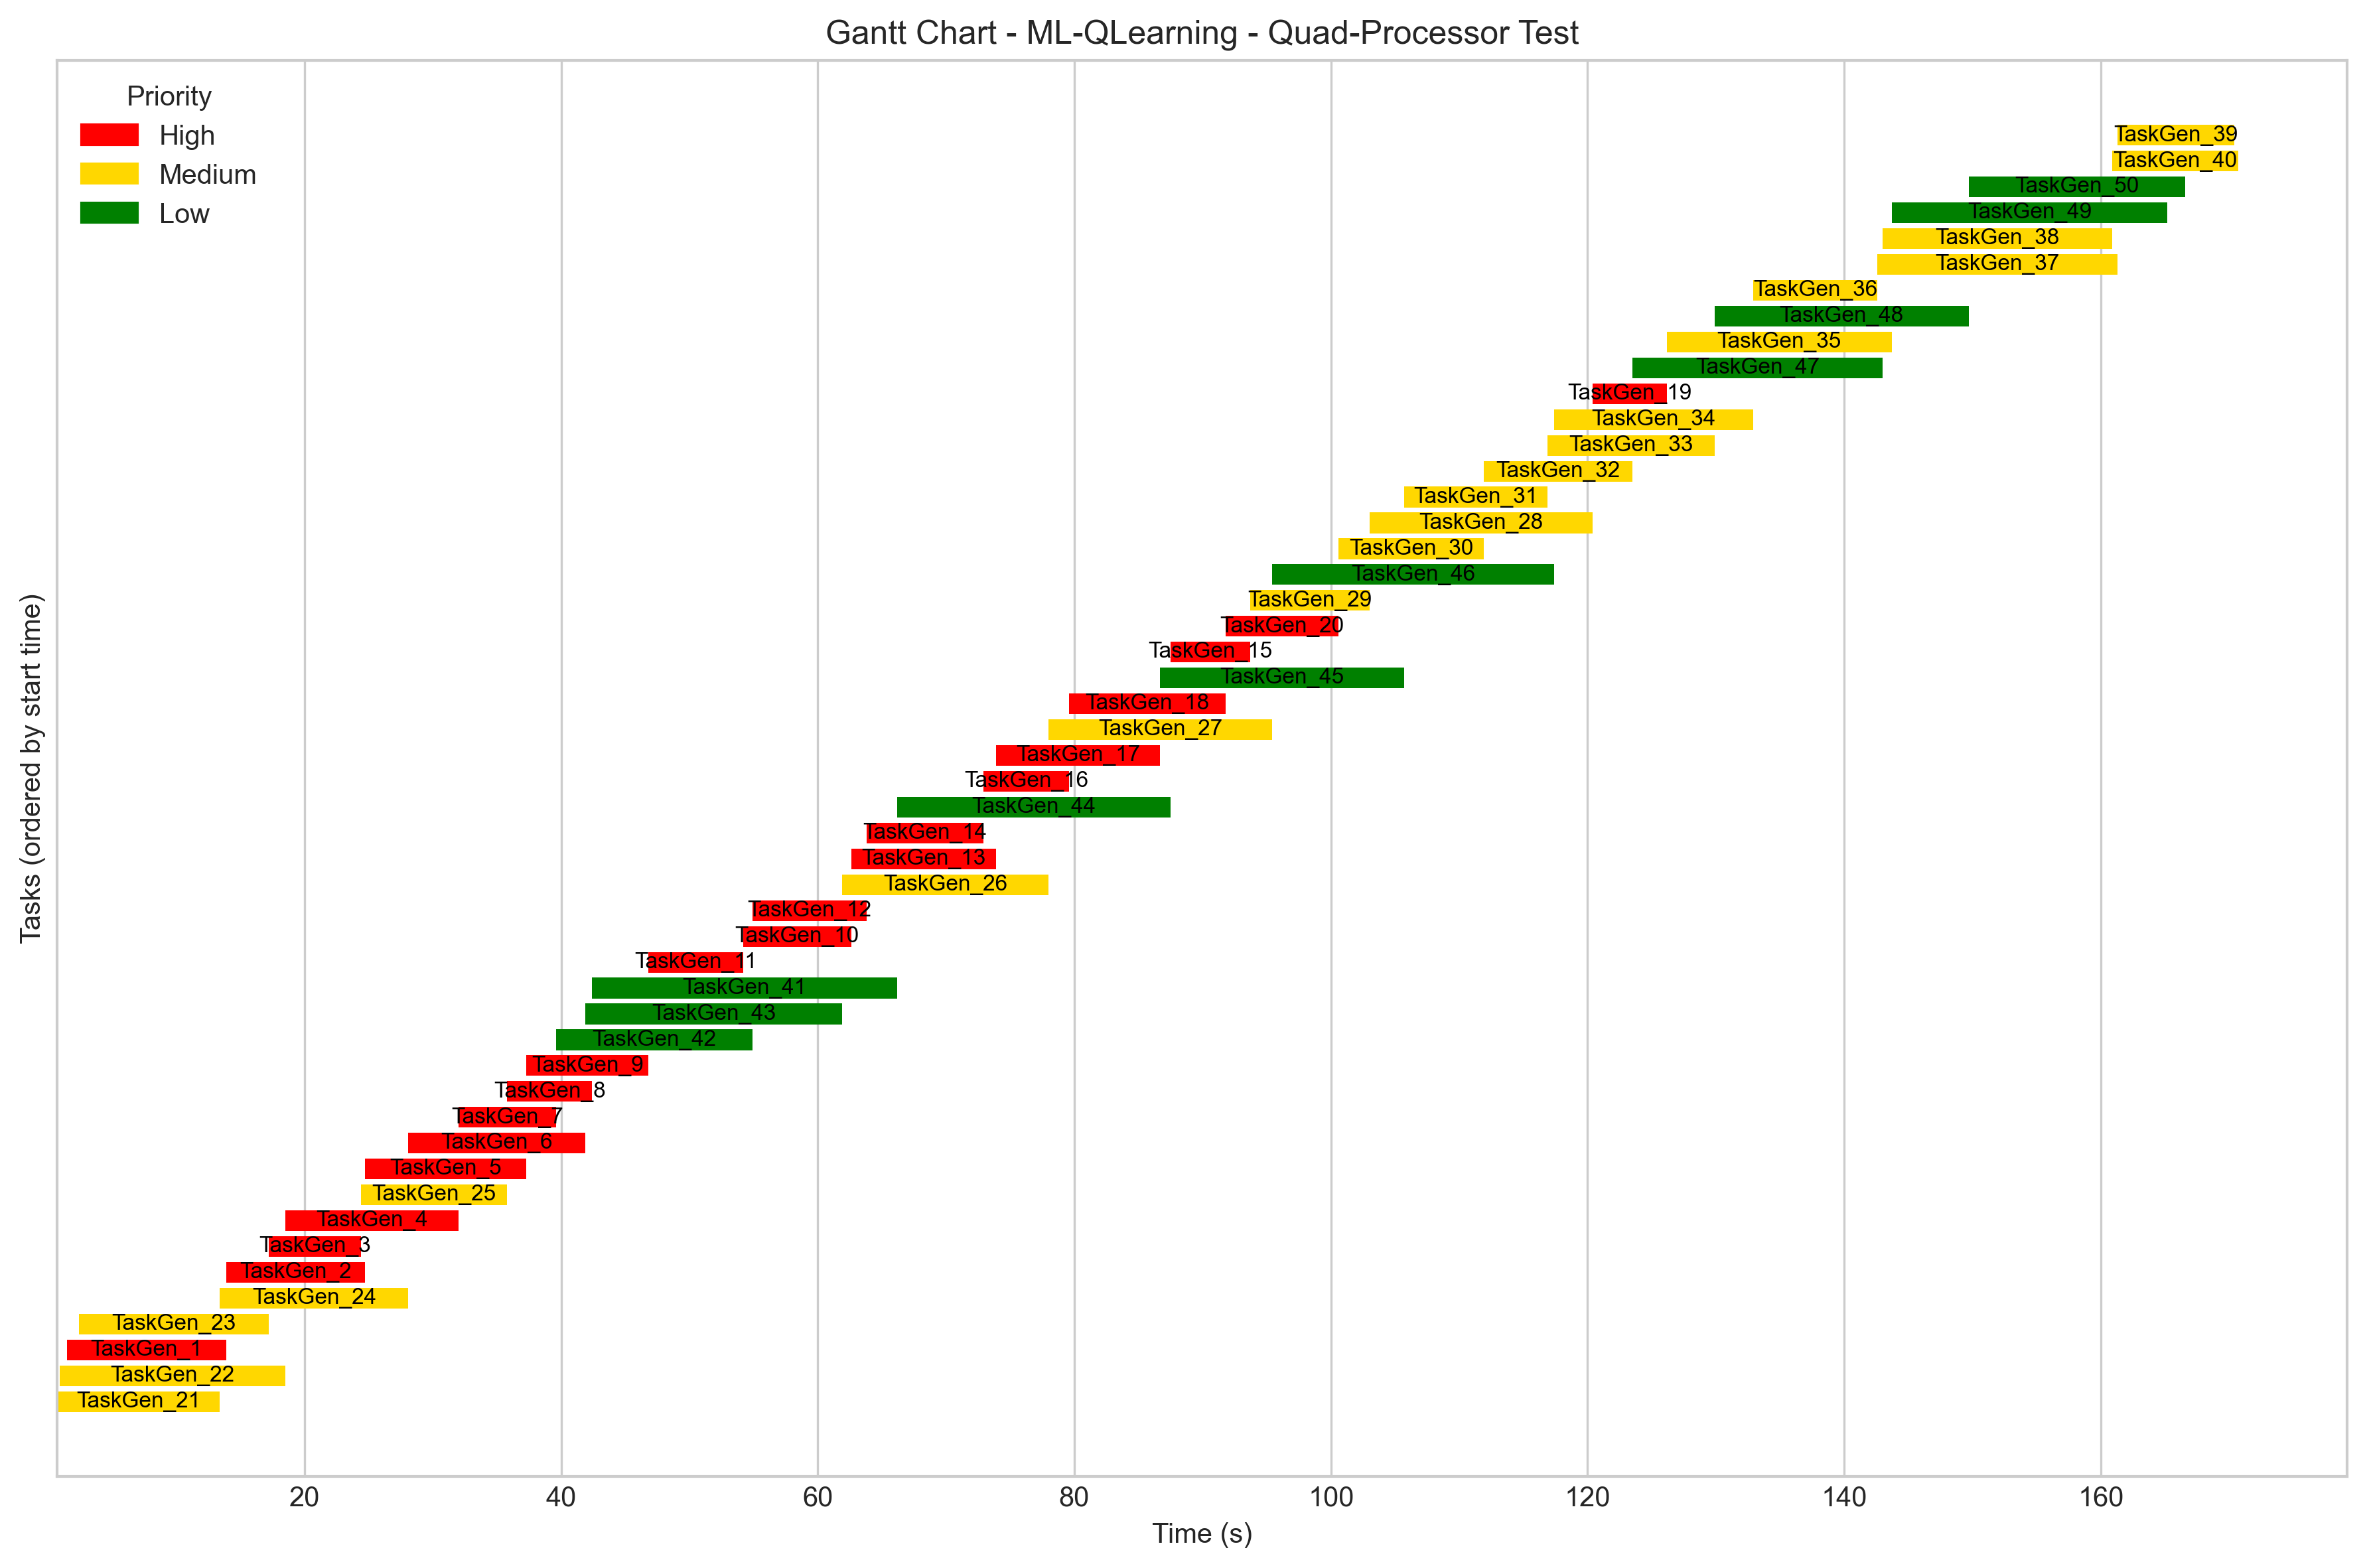 Gantt Chart - ML-QLearning - Quad-Processor Test
Priority
High
Medium
Low
TaskGen_39
TaskGen_40
TaskGen_50
TaskGen_49
TaskGen_38
TaskGen_37
TaskGen_36
TaskGen_48
TaskGen_35
TaskGen_47
TaskGen_19
TaskGen_34
TaskGen_33
TaskGen_32
TaskGen_31
TaskGen_28
TaskGen_30
TaskGen_46
TaskGen_29
TaskGen_20
TaskGen_15
TaskGen_45
TaskGen_18
TaskGen_27
TaskGen_17
TaskGen_16
TaskGen_44
TaskGen_14
TaskGen_13
TaskGen_26
TaskGen_12
TaskGen_10
TaskGen_11
TaskGen_41
TaskGen_43
TaskGen_42
TaskGen_9
TaskGen_8
TaskGen_7
TaskGen_6
TaskGen_5
TaskGen_25
TaskGen_4
TaskGen_3
TaskGen_2
TaskGen_24
TaskGen_23
TaskGen_1
TaskGen_22
TaskGen_21
Tasks (ordered by start time)
20 40 60 80 100 120 140 160
Time (s)